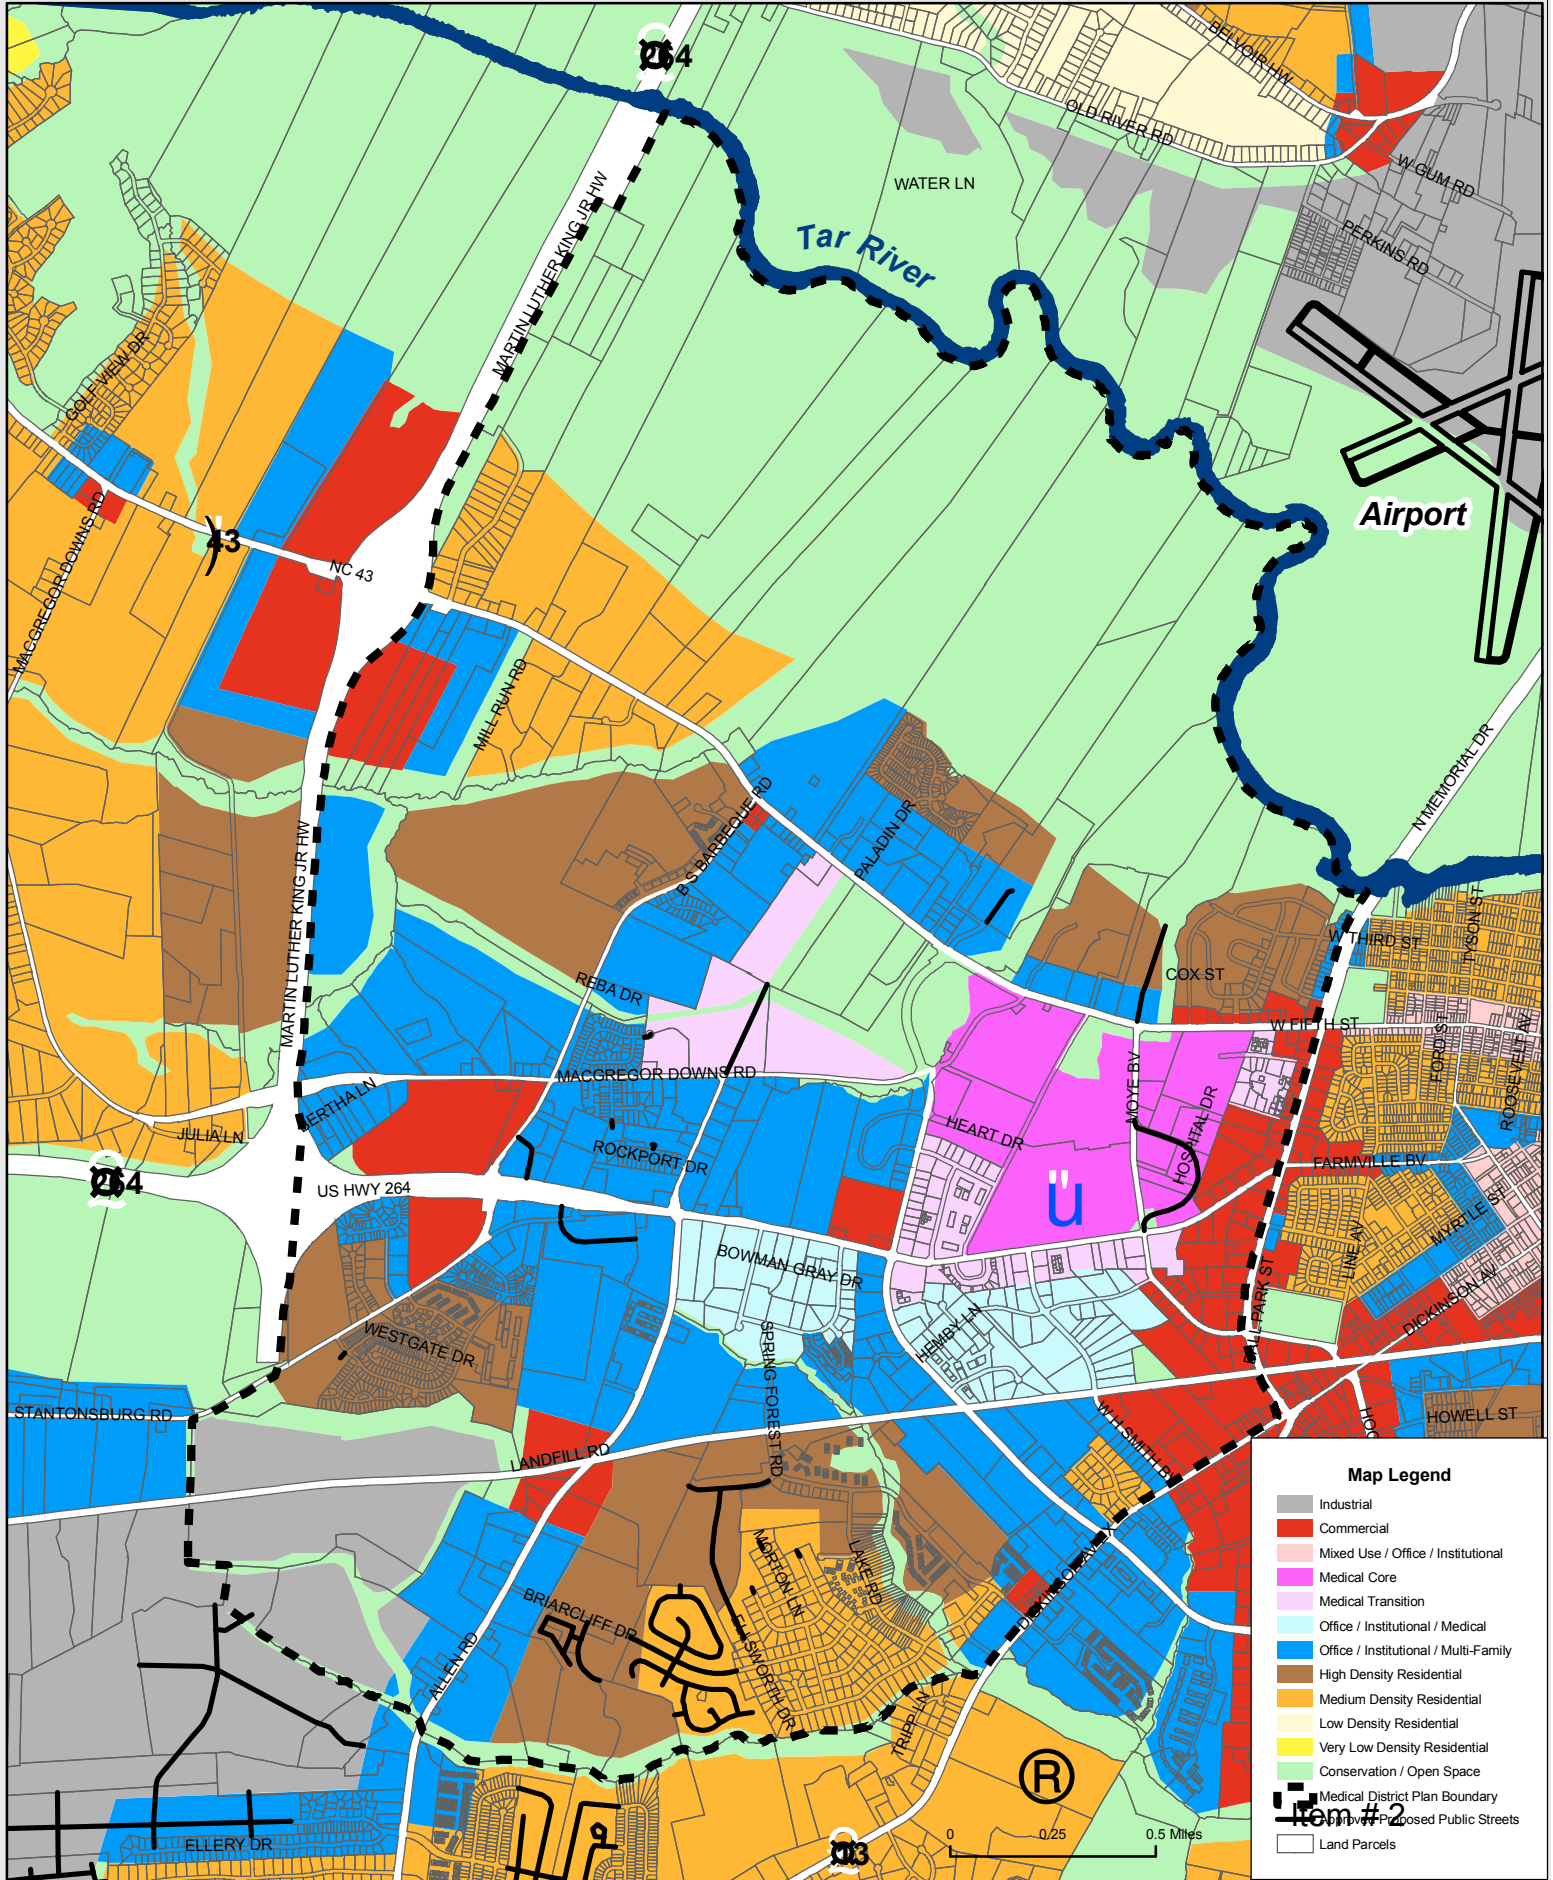 264
BELVOIR HW
OLD RIVER RD
W GUM RD
WATER LN
PERKINS RD
Tar River
MARTIN LUTHER KING JR HW
GOLF VIEW DR
Airport
MACGREGOR DOWNS RD
43
NC 43
MILL RUN RD
N MEMORIAL DR
B S BARBEQUE RD
PALADIN DR
MARTIN LUTHER KING JR HW
TYSON ST
W THIRD ST
COX ST
REBA DR
W FIFTH ST
FORD ST
ROOSEVELT AV
MACGREGOR DOWNS RD
BERTHA LN
MOYE BV
HOSPITAL DR
HEART DR
JULIA LN
ROCKPORT DR
FARMVILLE BV
264
US HWY 264
ü
MYRTLE ST
LINE AV
BOWMAN GRAY DR
BALLPARK ST
DICKINSON AV
HEMBY LN
WESTGATE DR
SPRING FOREST RD
STANTONSBURG RD
W H SMITH BV
HOWELL ST
LANDFILL RD
MORTON LN
LAKE RD
BRIARCLIFF DR
ELLSWORTH DR
ALLEN RD
TRIPP LN
R
ELLERY DR
0 0.25 0.5 Miles
Map Legend
Industrial
Commercial
Mixed Use / Office / Institutional
Medical Core
Medical Transition
Office / Institutional / Medical
Office / Institutional / Multi-Family
High Density Residential
Medium Density Residential
Low Density Residential
Very Low Density Residential
Conservation / Open Space
Medical District Plan Boundary
Item # 2
Approved Proposed Public Streets
Land Parcels